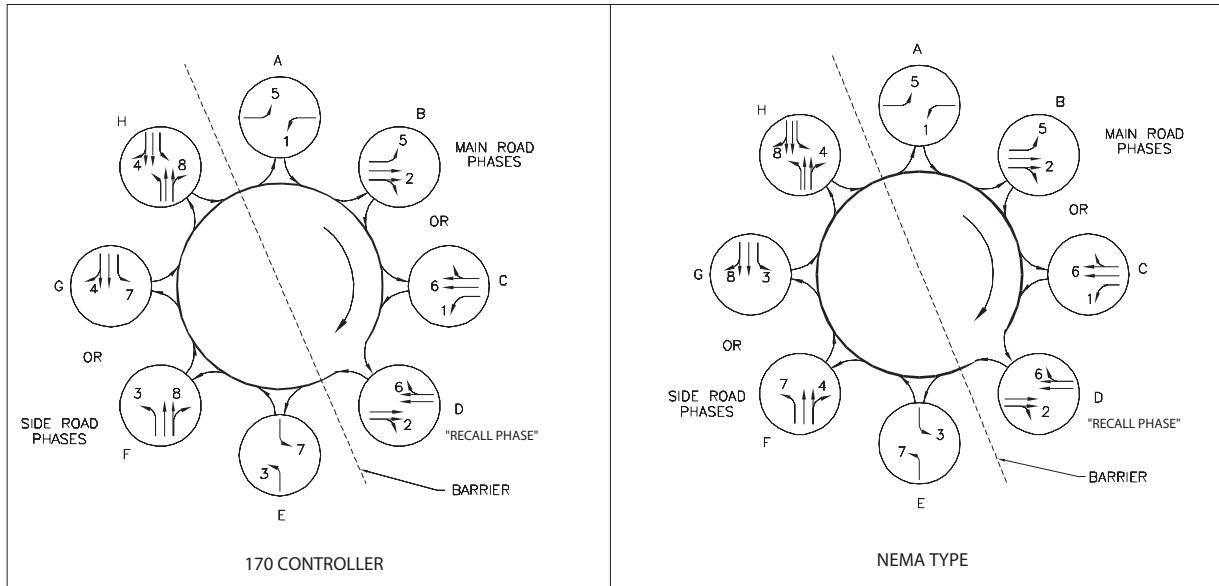 A
5
1
B
5
2
MAIN ROAD
PHASES
OR
C
6
1
D
6
2
"RECALL PHASE"
BARRIER
E
7
3
F
3
8
SIDE ROAD
PHASES
OR
G
4
7
H
4
8
170 CONTROLLER
A
5
1
B
5
2
MAIN ROAD
PHASES
OR
C
6
1
D
6
2
"RECALL PHASE"
BARRIER
E
3
7
F
7
4
SIDE ROAD
PHASES
OR
G
8
3
H
8
4
NEMA TYPE